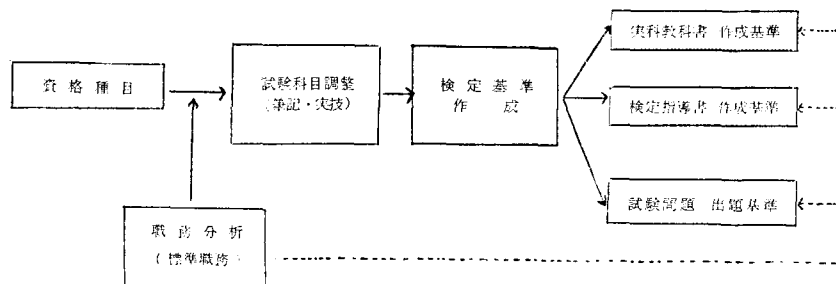 資格種目
試験科目調整
(筆記・実技)
検定基準
作成
実科教科書 作成基準
検定指導書 作成基準
試験問題 出題基準
職務分析
(標準職務)